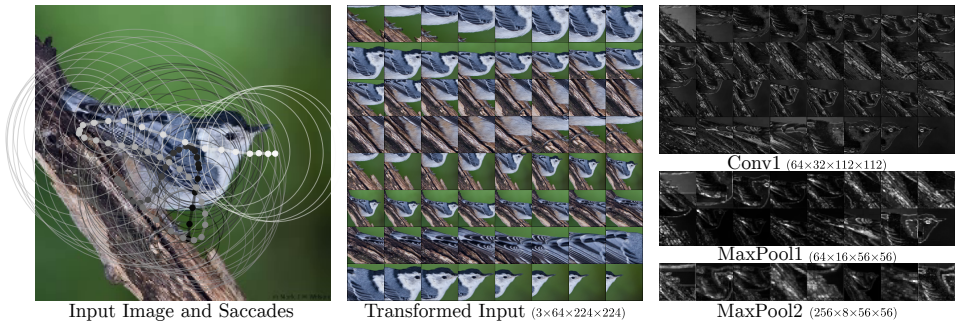 Conv1 (64×32×112×112)
MaxPool1 (64×16×56×56)
Input Image and Saccades
Transformed Input (3×64×224×224)
MaxPool2 (256×8×56×56)